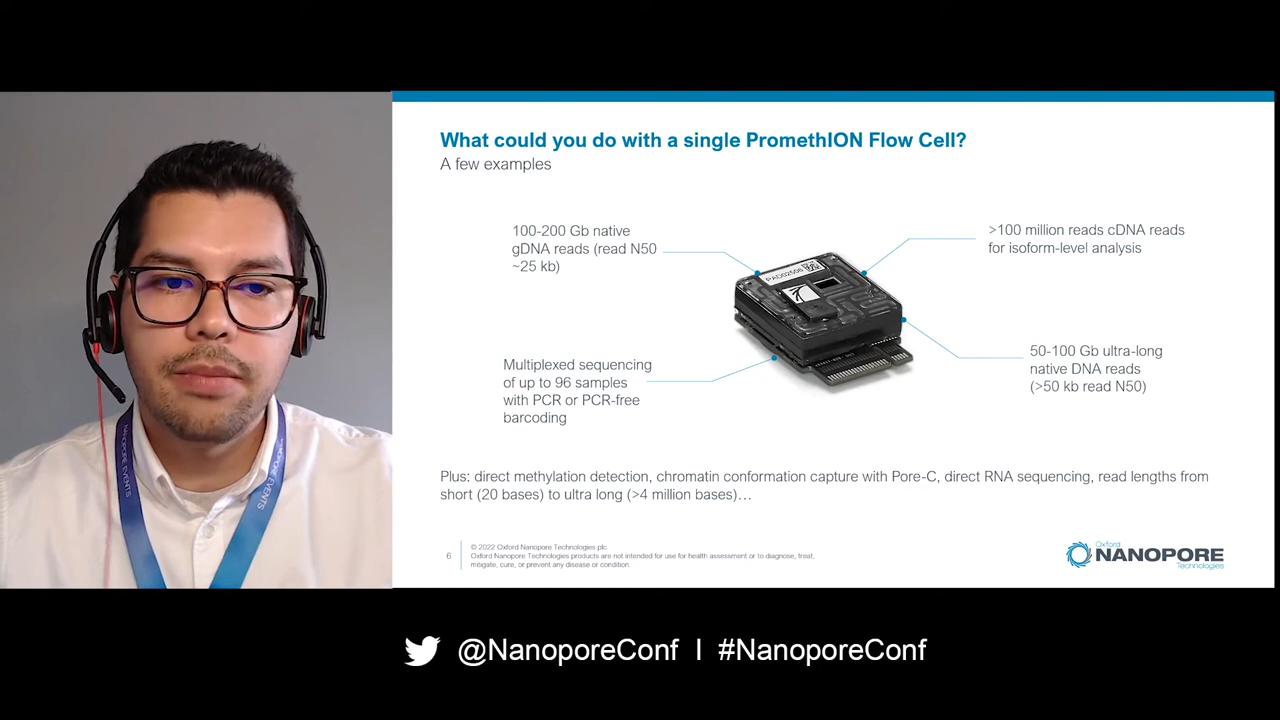 What could you do with a single PromethION Flow Cell?
A few examples
100-200 Gb native
gDNA reads (read N50
~25 kb)
>100 million reads cDNA reads
for isoform-level analysis
PAD02506
Multiplexed sequencing
of up to 96 samples
with PCR or PCR-free
barcoding
50-100 Gb ultra-long
native DNA reads
(>50 kb read N50)
Plus: direct methylation detection, chromatin conformation capture with Pore-C, direct RNA sequencing, read lengths from
short (20 bases) to ultra long (>4 million bases)…
6
© 2022 Oxford Nanopore Technologies plc.
Oxford Nanopore Technologies products are not intended for use for health assessment or to diagnose, treat,
mitigate, cure, or prevent any disease or condition.
Oxford
NANOPORE
Technologies
NANOPORE EVENTS
NANOPORE EVENTS
@NanoporeConf I #NanoporeConf